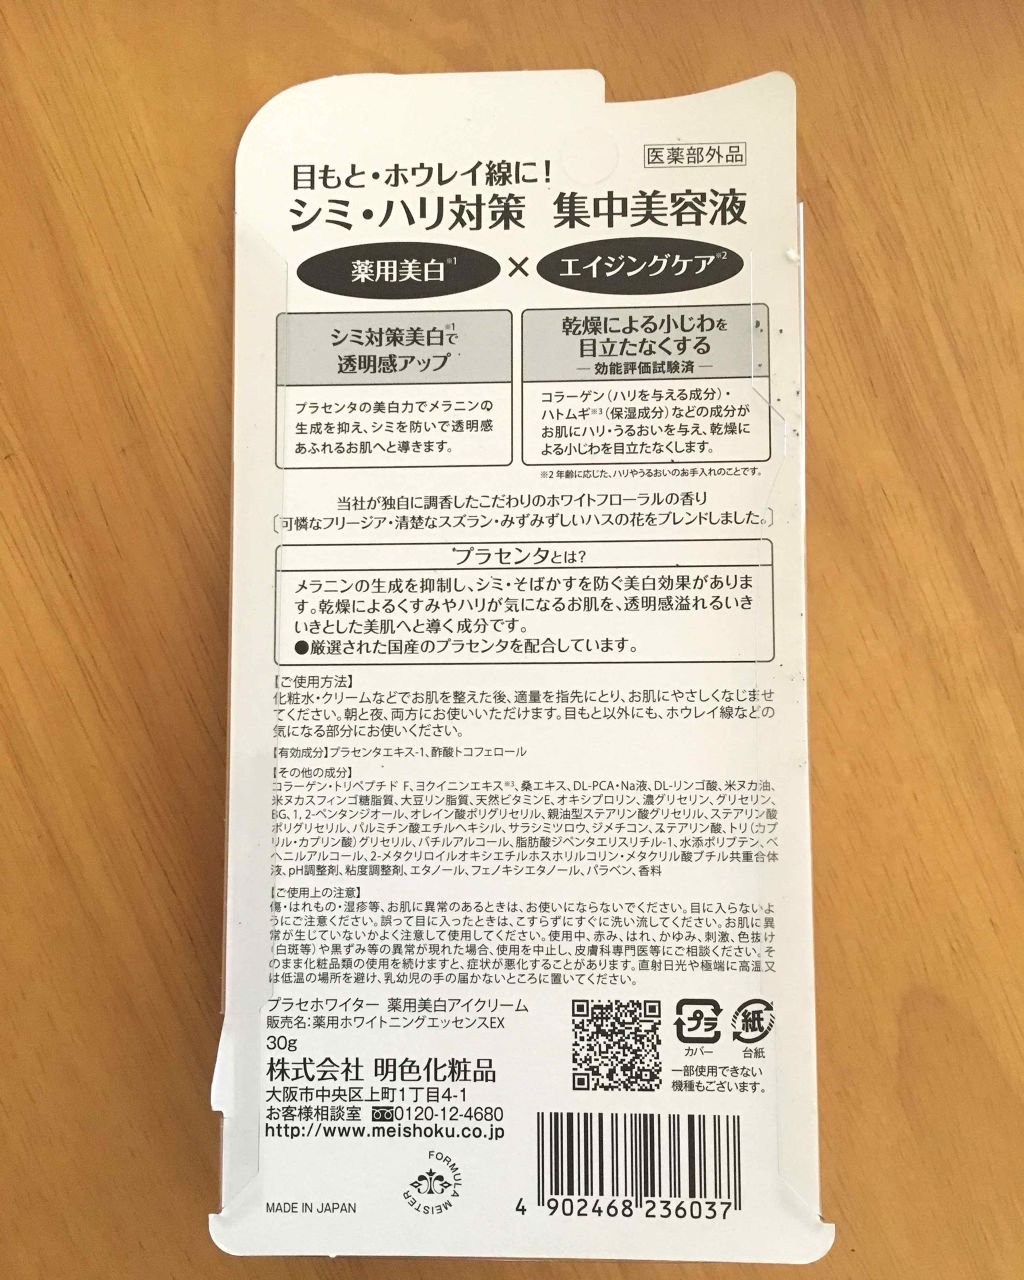 医薬部外品
目もと・ホウレイ線に!
シミ・ハリ対策 集中美容液
薬用美白※1 × エイジングケア※2
シミ対策美白※1で
透明感アップ
プラセンタの美白力でメラニンの
生成を抑え、シミを防いで透明感
あふれるお肌へと導きます。
乾燥による小じわを
目立たなくする
― 効能評価試験済 ―
コラーゲン(ハリを与える成分)・
ハトムギ※3(保湿成分)などの成分が
お肌にハリ・うるおいを与え、乾燥に
よる小じわを目立たなくします。
※2 年齢に応じた、ハリやうるおいのお手入れのことです。
当社が独自に調香したこだわりのホワイトフローラルの香り
〔可憐なフリージア・清楚なスズラン・みずみずしいハスの花をブレンドしました。〕
プラセンタとは?
メラニンの生成を抑制し、シミ・そばかすを防ぐ美白効果がありま
す。乾燥によるくすみやハリが気になるお肌を、透明感溢れるいき
いきとした美肌へと導く成分です。
●厳選された国産のプラセンタを配合しています。
【ご使用方法】
化粧水・クリームなどでお肌を整えた後、適量を指先にとり、お肌にやさしくなじませ
てください。朝と夜、両方にお使いいただけます。目もと以外にも、ホウレイ線などの
気になる部分にお使いください。
【有効成分】プラセンタエキス-1、酢酸トコフェロール
【その他の成分】
コラーゲン・トリペプチド F、ヨクイニンエキス※3、桑エキス、DL-PCA・Na液、DL-リンゴ酸、米ヌカ油、
米ヌカスフィンゴ糖脂質、大豆リン脂質、天然ビタミンE、オキシプロリン、濃グリセリン、グリセリン、
BG、1,2-ペンタンジオール、オレイン酸ポリグリセリル、親油型ステアリン酸グリセリル、ステアリン酸
ポリグリセリル、パルミチン酸エチルヘキシル、サラシミツロウ、ジメチコン、ステアリン酸、トリ(カプ
リル・カプリン酸)グリセリル、バチルアルコール、脂肪酸ジペンタエリスリチル-1、水添ポリブテン、ベ
ヘニルアルコール、2-メタクリロイルオキシエチルホスホリルコリン・メタクリル酸ブチル共重合体
液、pH調整剤、粘度調整剤、エタノール、フェノキシエタノール、パラベン、香料
【ご使用上の注意】
傷・はれもの・湿疹等、お肌に異常のあるときは、お使いにならないでください。目に入らないよ
うにご注意ください。誤って目に入ったときは、こすらずにすぐに洗い流してください。お肌に異
常が生じていないかよく注意して使用してください。使用中、赤み、はれ、かゆみ、刺激、色抜け
(白斑等)や黒ずみ等の異常が現れた場合、使用を中止し、皮膚科専門医等にご相談ください。そ
のまま化粧品類の使用を続けますと、症状が悪化することがあります。直射日光や極端に高温又
は低温の場所を避け、乳幼児の手の届かないところに置いてください。
プラセホワイター 薬用美白アイクリーム
販売名:薬用ホワイトニングエッセンスEX
30g
株式会社 明色化粧品
大阪市中央区上町1丁目4-1
お客様相談室 0120-12-4680
http://www.meishoku.co.jp
プラ
カバー
紙
台紙
一部使用できない
機種もございます。
FORMULA MEISTER
MADE IN JAPAN
4 902468 236037